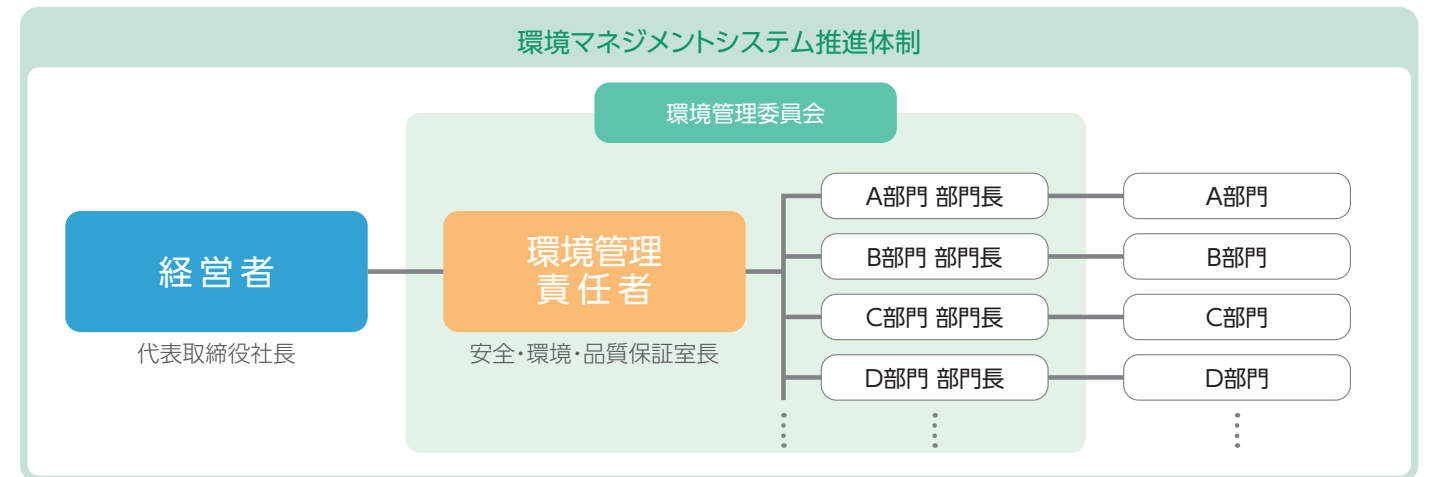 環境マネジメントシステム推進体制
環境管理委員会
経営者
代表取締役社長
環境管理
責任者
安全・環境・品質保証室長
A部門 部門長
A部門
B部門 部門長
B部門
C部門 部門長
C部門
D部門 部門長
D部門